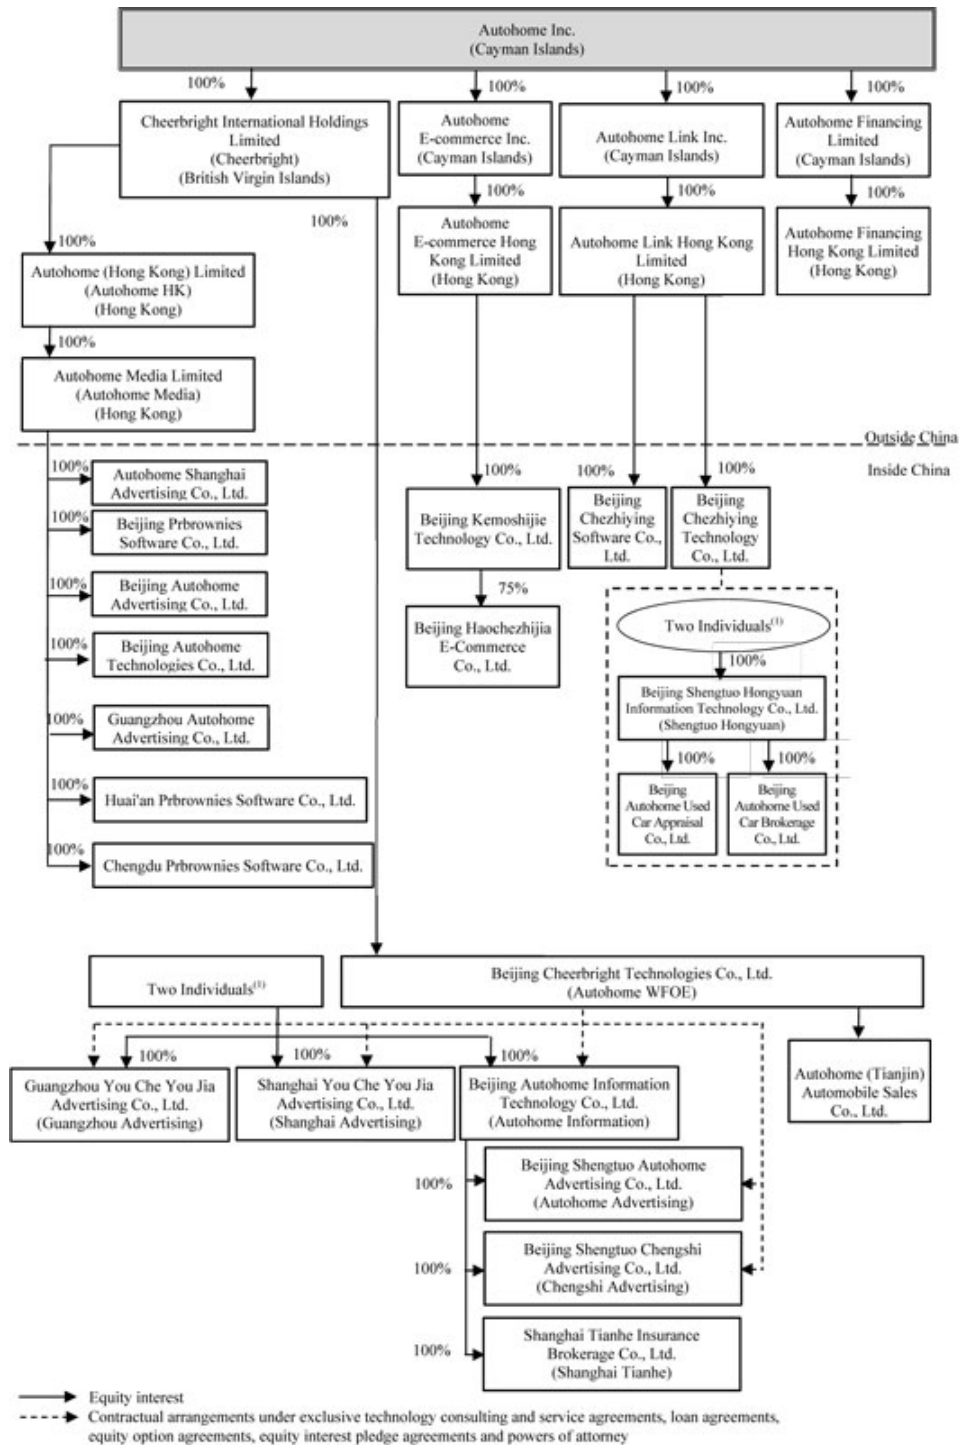 Autohome Inc.
(Cayman Islands)
100%
100%
100%
100%
Cheerbright International Holdings
Limited
(Cheerbright)
(British Virgin Islands)
Autohome
E-commerce Inc.
(Cayman Islands)
Autohome Link Inc.
(Cayman Islands)
Autohome Financing
Limited
(Cayman Islands)
100%
100%
100%
100%
100%
Autohome (Hong Kong) Limited
(Autohome HK)
(Hong Kong)
Autohome
E-commerce Hong
Kong Limited
(Hong Kong)
Autohome Link Hong Kong
Limited
(Hong Kong)
Autohome Financing
Hong Kong Limited
(Hong Kong)
100%
Autohome Media Limited
(Autohome Media)
(Hong Kong)
Outside China
Inside China
100%
Autohome Shanghai
Advertising Co., Ltd.
100%
Beijing Prbrownies
Software Co., Ltd.
100%
Beijing Autohome
Advertising Co., Ltd.
100%
Beijing Autohome
Technologies Co., Ltd.
100%
Guangzhou Autohome
Advertising Co., Ltd.
100%
Huai'an Prbrownies Software Co., Ltd.
100%
Chengdu Prbrownies Software Co., Ltd.
100%
Beijing Kemoshijie
Technology Co., Ltd.
75%
Beijing Haochezhijia
E-Commerce
Co., Ltd.
100%
Beijing
Chezhiying
Software Co.,
Ltd.
100%
Beijing
Chezhiying
Technology
Co., Ltd.
Two Individuals(1)
100%
Beijing Shengtuo Hongyuan
Information Technology Co., Ltd.
(Shengtuo Hongyuan)
100%
100%
Beijing
Autohome Used
Car Appraisal
Co., Ltd.
Beijing
Autohome Used
Car Brokerage
Co., Ltd.
Two Individuals(1)
Beijing Cheerbright Technologies Co., Ltd.
(Autohome WFOE)
100%
100%
100%
Guangzhou You Che You Jia
Advertising Co., Ltd.
(Guangzhou Advertising)
Shanghai You Che You Jia
Advertising Co., Ltd.
(Shanghai Advertising)
Beijing Autohome Information
Technology Co., Ltd.
(Autohome Information)
Autohome (Tianjin)
Automobile Sales
Co., Ltd.
100%
Beijing Shengtuo Autohome
Advertising Co., Ltd.
(Autohome Advertising)
100%
Beijing Shengtuo Chengshi
Advertising Co., Ltd.
(Chengshi Advertising)
100%
Shanghai Tianhe Insurance
Brokerage Co., Ltd.
(Shanghai Tianhe)
Equity interest
Contractual arrangements under exclusive technology consulting and service agreements, loan agreements,
equity option agreements, equity interest pledge agreements and powers of attorney